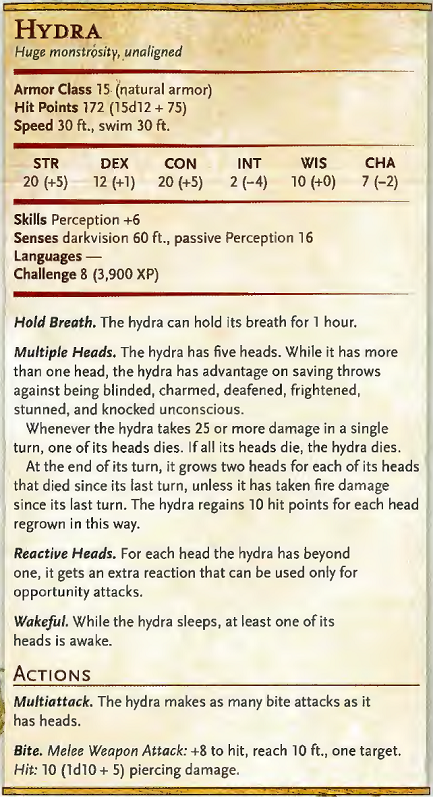 HYDRA
Huge monstrosity, unaligned
Armor Class 15 (natural armor)
Hit Points 172 (15d12 + 75)
Speed 30 ft., swim 30 ft.
STR DEX CON INT WIS CHA
20 (+5) 12 (+1) 20 (+5) 2 (−4) 10 (+0) 7 (−2)
Skills Perception +6
Senses darkvision 60 ft., passive Perception 16
Languages —
Challenge 8 (3,900 XP)
Hold Breath. The hydra can hold its breath for 1 hour.
Multiple Heads. The hydra has five heads. While it has more
than one head, the hydra has advantage on saving throws
against being blinded, charmed, deafened, frightened,
stunned, and knocked unconscious.
Whenever the hydra takes 25 or more damage in a single
turn, one of its heads dies. If all its heads die, the hydra dies.
At the end of its turn, it grows two heads for each of its heads
that died since its last turn, unless it has taken fire damage
since its last turn. The hydra regains 10 hit points for each head
regrown in this way.
Reactive Heads. For each head the hydra has beyond
one, it gets an extra reaction that can be used only for
opportunity attacks.
Wakeful. While the hydra sleeps, at least one of its
heads is awake.
ACTIONS
Multiattack. The hydra makes as many bite attacks as it
has heads.
Bite. Melee Weapon Attack: +8 to hit, reach 10 ft., one target.
Hit: 10 (1d10 + 5) piercing damage.